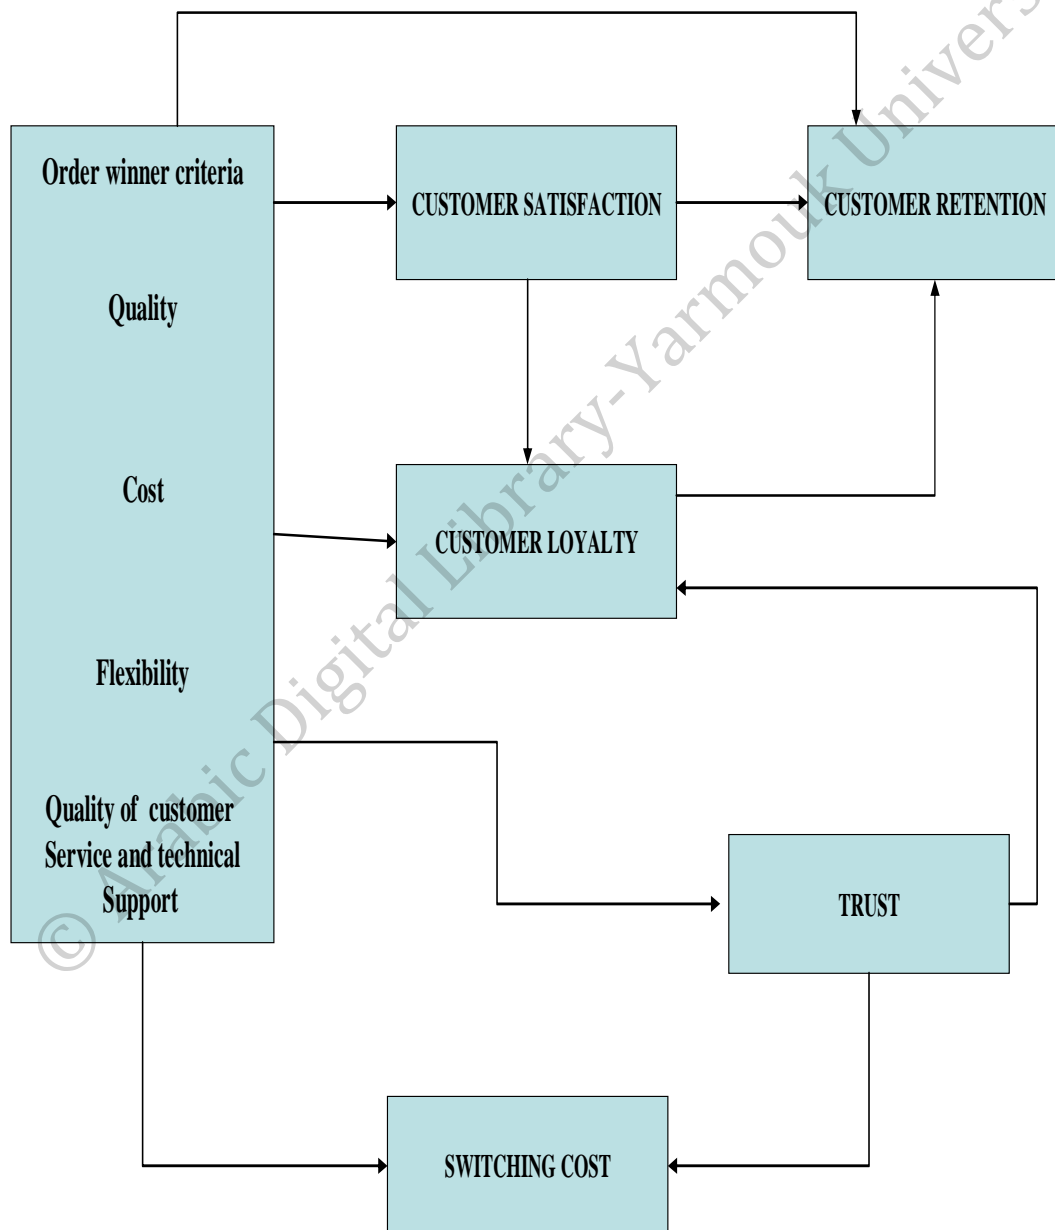 Order winner criteria
Quality
Cost
Flexibility
Quality of customer
Service and technical
Support
CUSTOMER SATISFACTION
CUSTOMER RETENTION
CUSTOMER LOYALTY
TRUST
SWITCHING COST
© Arabic Digital Library-Yarmouk Univers